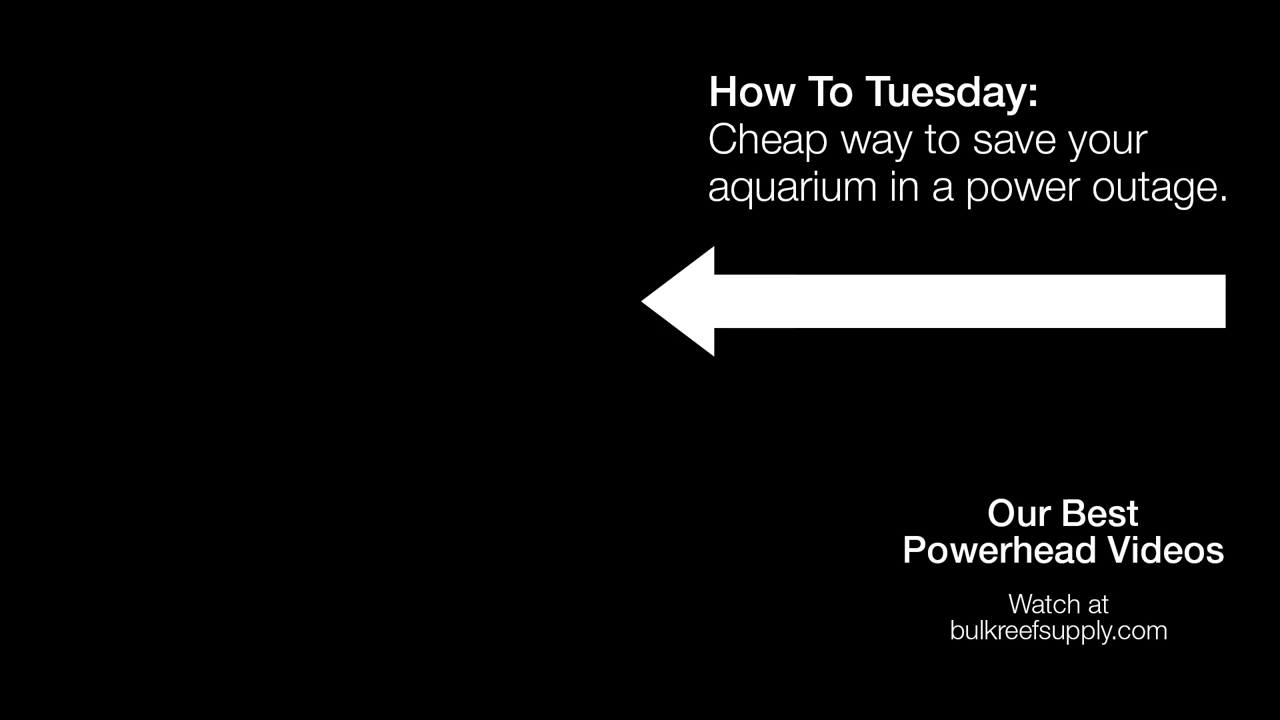 How To Tuesday:
Cheap way to save your
aquarium in a power outage.
Our Best
Powerhead Videos
Watch at
bulkreefsupply.com